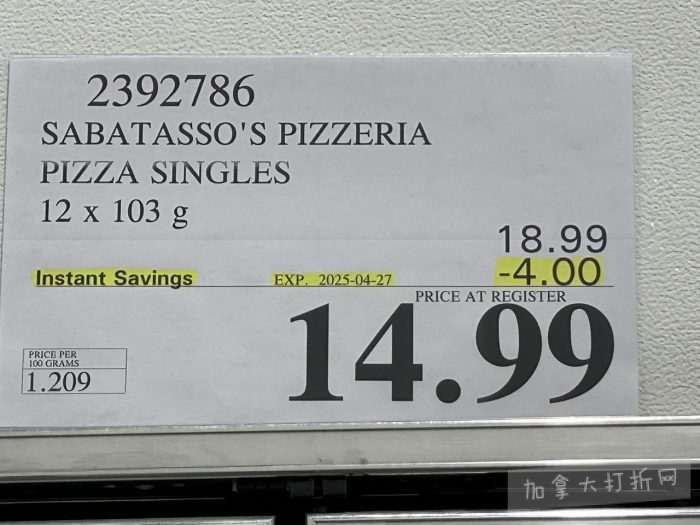 2392786
SABATASSO'S PIZZERIA
PIZZA SINGLES
12 x 103 g
18.99
Instant Savings EXP. 2025-04-27 -4.00
PRICE AT REGISTER
14.99
PRICE PER
100 GRAMS
1.209
加拿大打折网